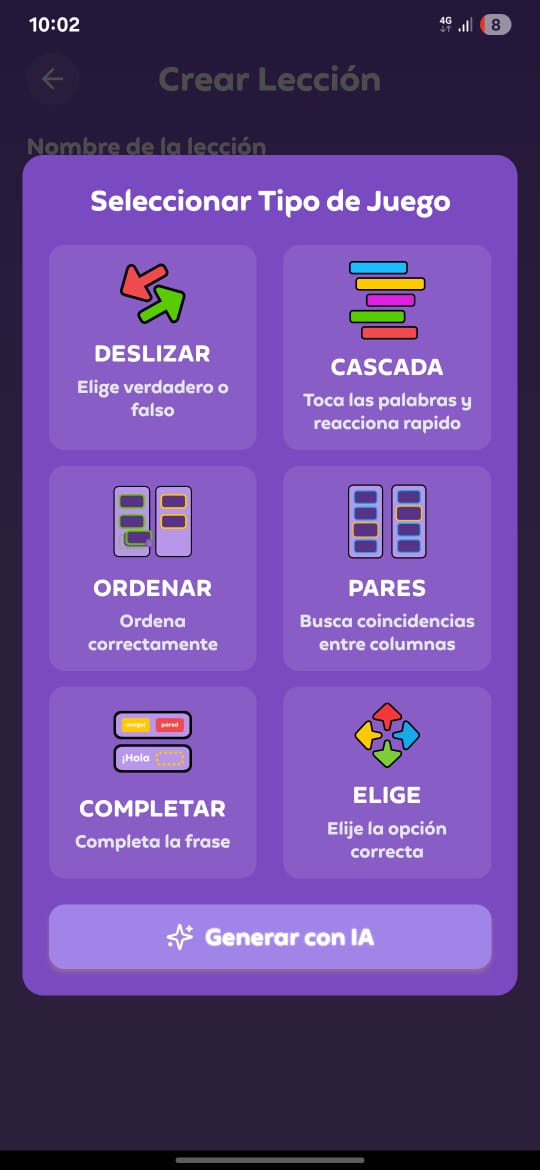 10:02
4G
8
Crear Lección
Nombre de la lección
Seleccionar Tipo de Juego
DESLIZAR
Elige verdadero o
falso
CASCADA
Toca las palabras y
reacciona rapido
ORDENAR
Ordena
correctamente
PARES
Busca coincidencias
entre columnas
amigo!
pared
¡Hola
COMPLETAR
Completa la frase
ELIGE
Elije la opción
correcta
Generar con IA